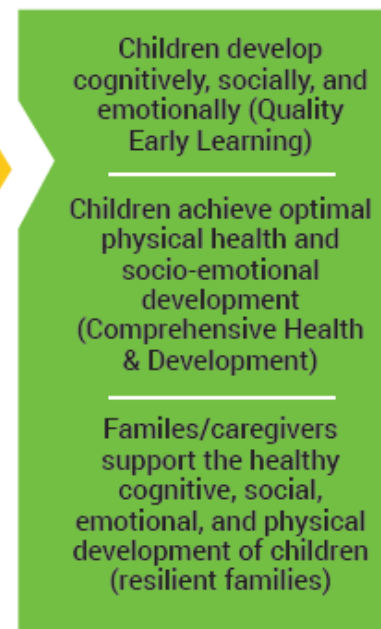 Children develop
cognitively, socially, and
emotionally (Quality
Early Learning)
Children achieve optimal
physical health and
socio-emotional
development
(Comprehensive Health
& Development)
Familes/caregivers
support the healthy
cognitive, social,
emotional, and physical
development of children
(resilient families)